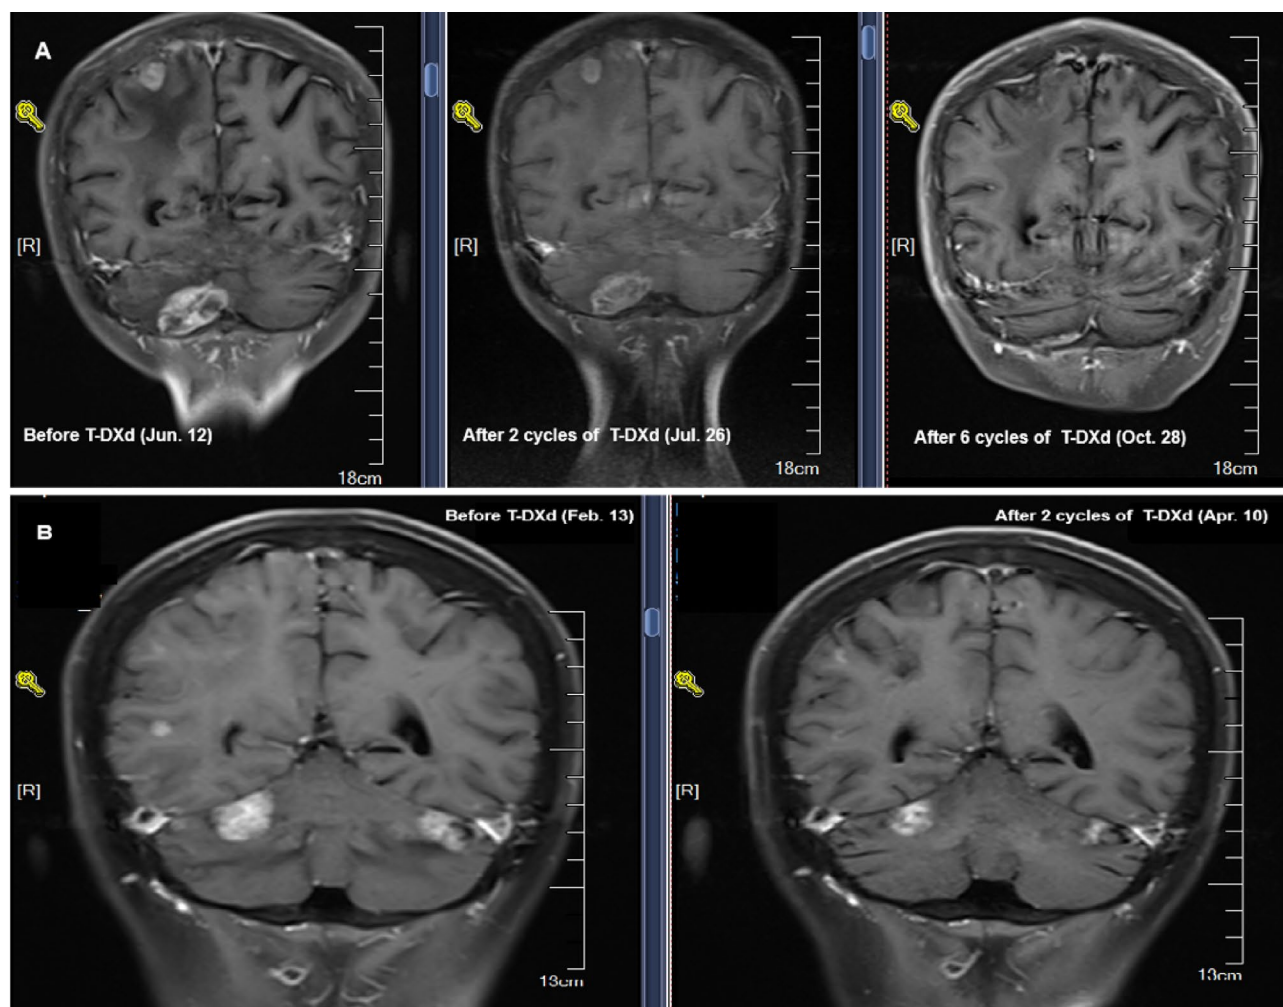 A
[R]
[R]
[R]
Before T-DXd (Jun. 12)
After 2 cycles of T-DXd (Jul. 26)
After 6 cycles of T-DXd (Oct. 28)
18cm
18cm
18cm
B
Before T-DXd (Feb. 13)
After 2 cycles of T-DXd (Apr. 10)
[R]
[R]
13cm
13cm